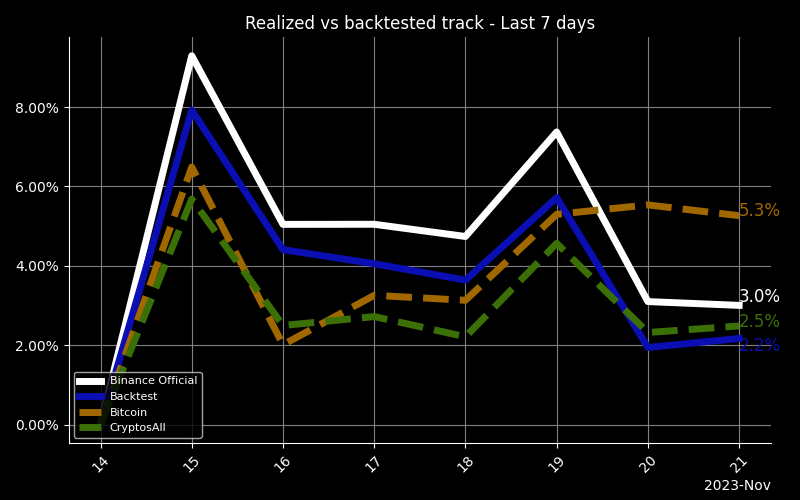 Realized vs backtested track - Last 7 days
8.00%
6.00%
4.00%
2.00%
0.00%
5.3%
3.0%
2.5%
2.2%
Binance Official
Backtest
Bitcoin
CryptosAll
14 15 16 17 18 19 20 21
2023-Nov